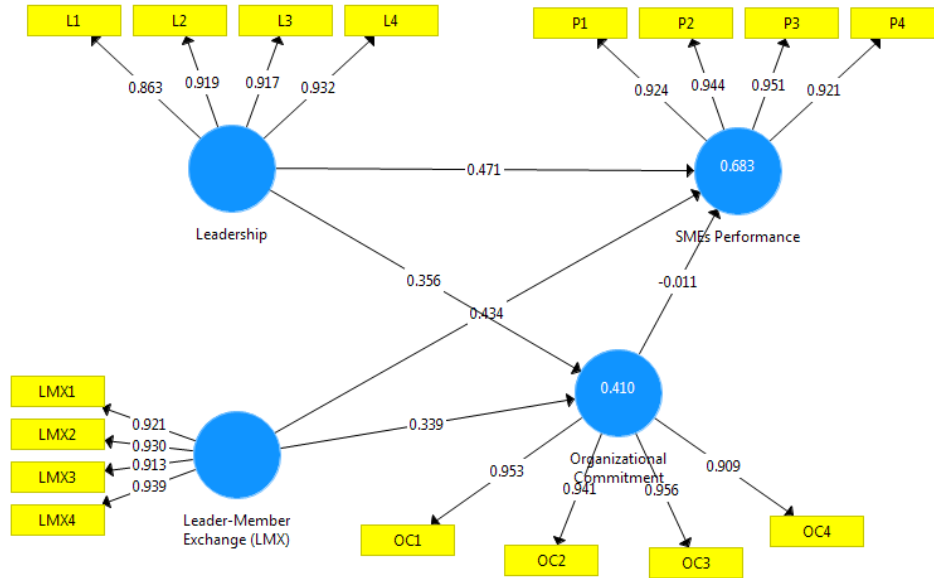 L1 L2 L3 L4
P1 P2 P3 P4
0.863 0.919 0.917 0.932
0.924 0.944 0.951 0.921
0.683
0.471
Leadership
SMEs Performance
0.356
-0.011
0.434
0.410
LMX1
LMX2
LMX3
LMX4
0.921
0.930
0.913
0.939
0.339
Organizational
Commitment
Leader-Member
Exchange (LMX)
0.953
0.941
0.956
0.909
OC1
OC2
OC3
OC4